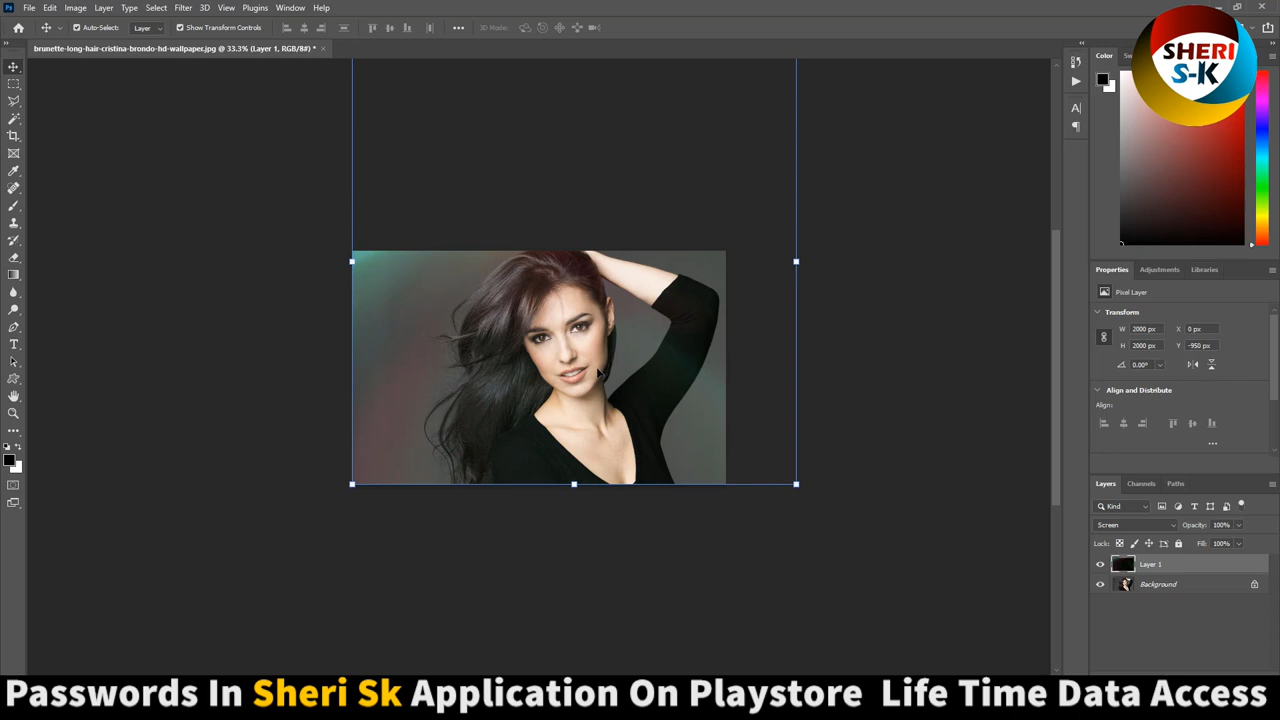 File Edit Image Layer Type Select Filter 3D View Plugins Window Help
Auto-Select: Layer Show Transform Controls 3D Mode:
brunette-long-hair-cristina-brondo-hd-wallpaper.jpg @ 33.3% (Layer 1, RGB/8#) *
SHERI
S-K
Color
Properties Adjustments Libraries
Pixel Layer
Transform
W 2000 px X 0 px
H 2000 px Y -950 px
0.00°
Align and Distribute
Align:
Layers Channels Paths
Kind
Screen Opacity: 100%
Lock: Fill: 100%
Layer 1
Background
Passwords In Sheri Sk Application On Playstore Life Time Data Access